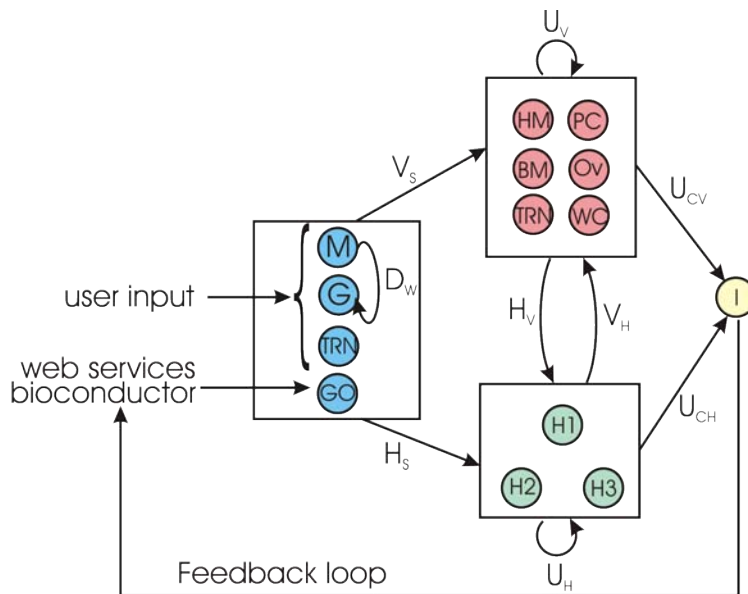 U_V
HM PC
BM Ov
TRN WC
V_S
U_CV
M
G
D_W
TRN
GO
user input
web services
bioconductor
H_V
V_H
I
H1
H2 H3
H_S
U_CH
U_H
Feedback loop